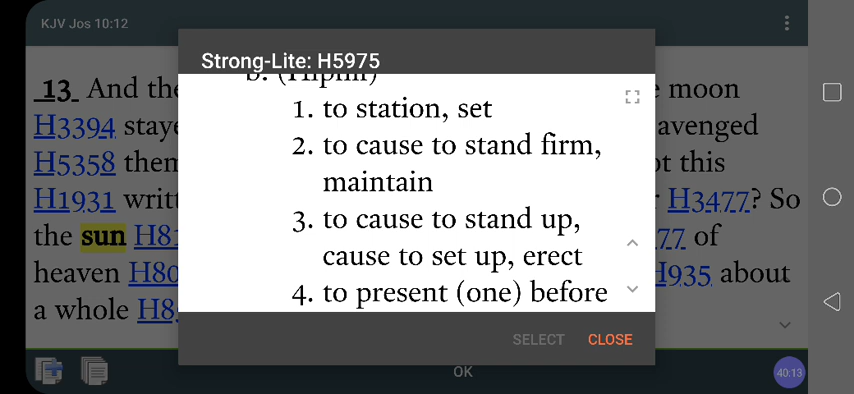 KJV Jos 10:12
Strong-Lite: H5975
b. (Hiphil)
1. to station, set
2. to cause to stand firm,
maintain
3. to cause to stand up,
cause to set up, erect
4. to present (one) before
SELECT CLOSE
13 And the moon
H3394 staye avenged
H5358 them this
H1931 writt H3477? So
the sun H8 77 of
heaven H80 H935 about
a whole H8
OK
40:13